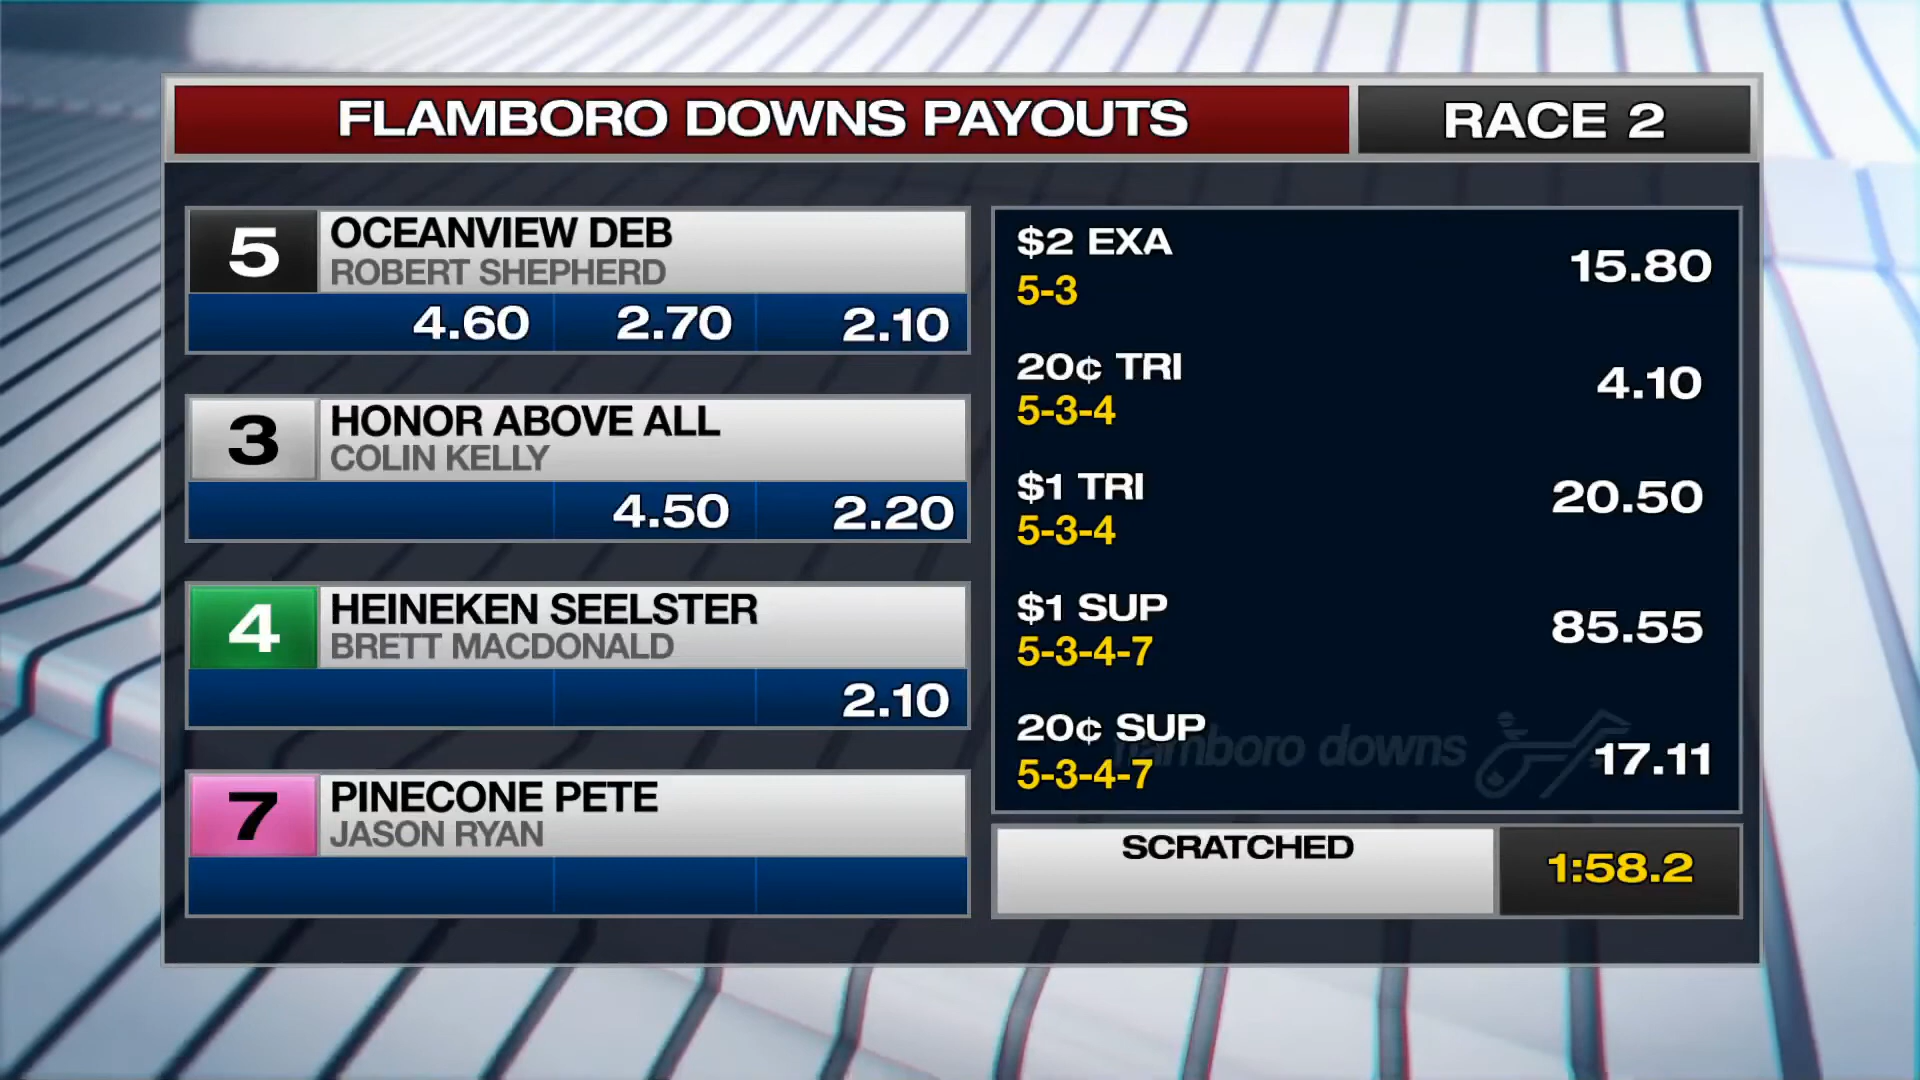 FLAMBORO DOWNS PAYOUTS
RACE 2
5
OCEANVIEW DEB
ROBERT SHEPHERD
4.60 2.70 2.10
3
HONOR ABOVE ALL
COLIN KELLY
4.50 2.20
4
HEINEKEN SEELSTER
BRETT MACDONALD
2.10
7
PINECONE PETE
JASON RYAN
$2 EXA
5-3
15.80
20¢ TRI
5-3-4
4.10
$1 TRI
5-3-4
20.50
$1 SUP
5-3-4-7
85.55
20¢ SUP
5-3-4-7
17.11
flamboro downs
SCRATCHED
1:58.2